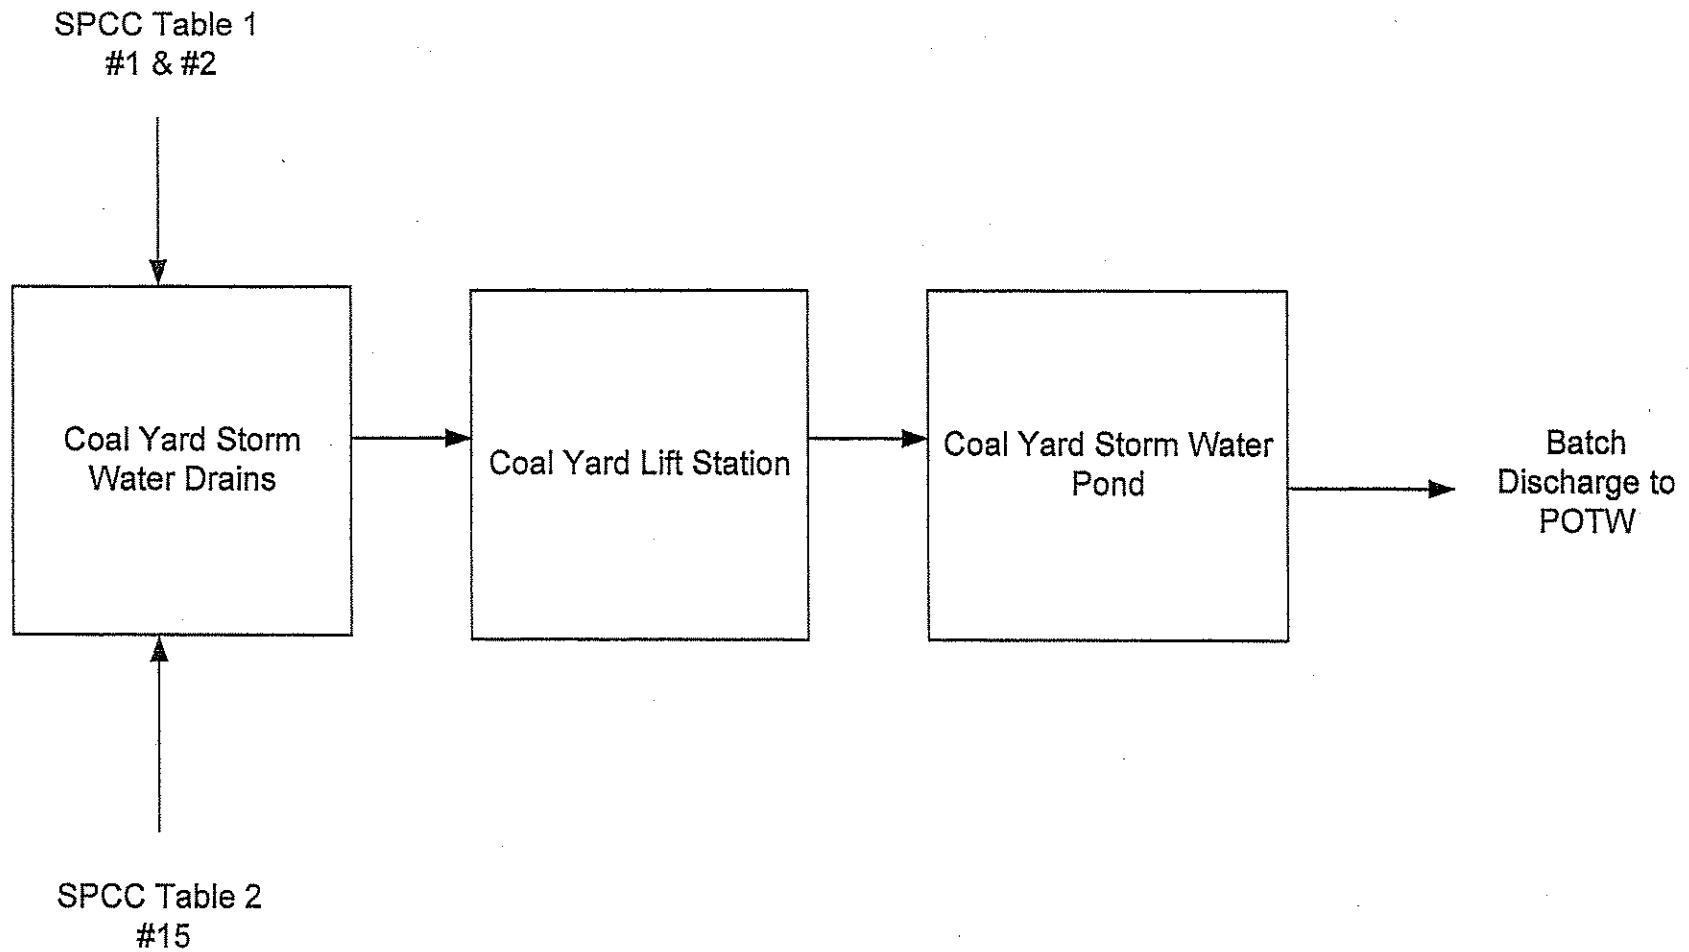 SPCC Table 1
#1 & #2
Coal Yard Storm
Water Drains
Coal Yard Lift Station
Coal Yard Storm Water
Pond
Batch
Discharge to
POTW
SPCC Table 2
#15